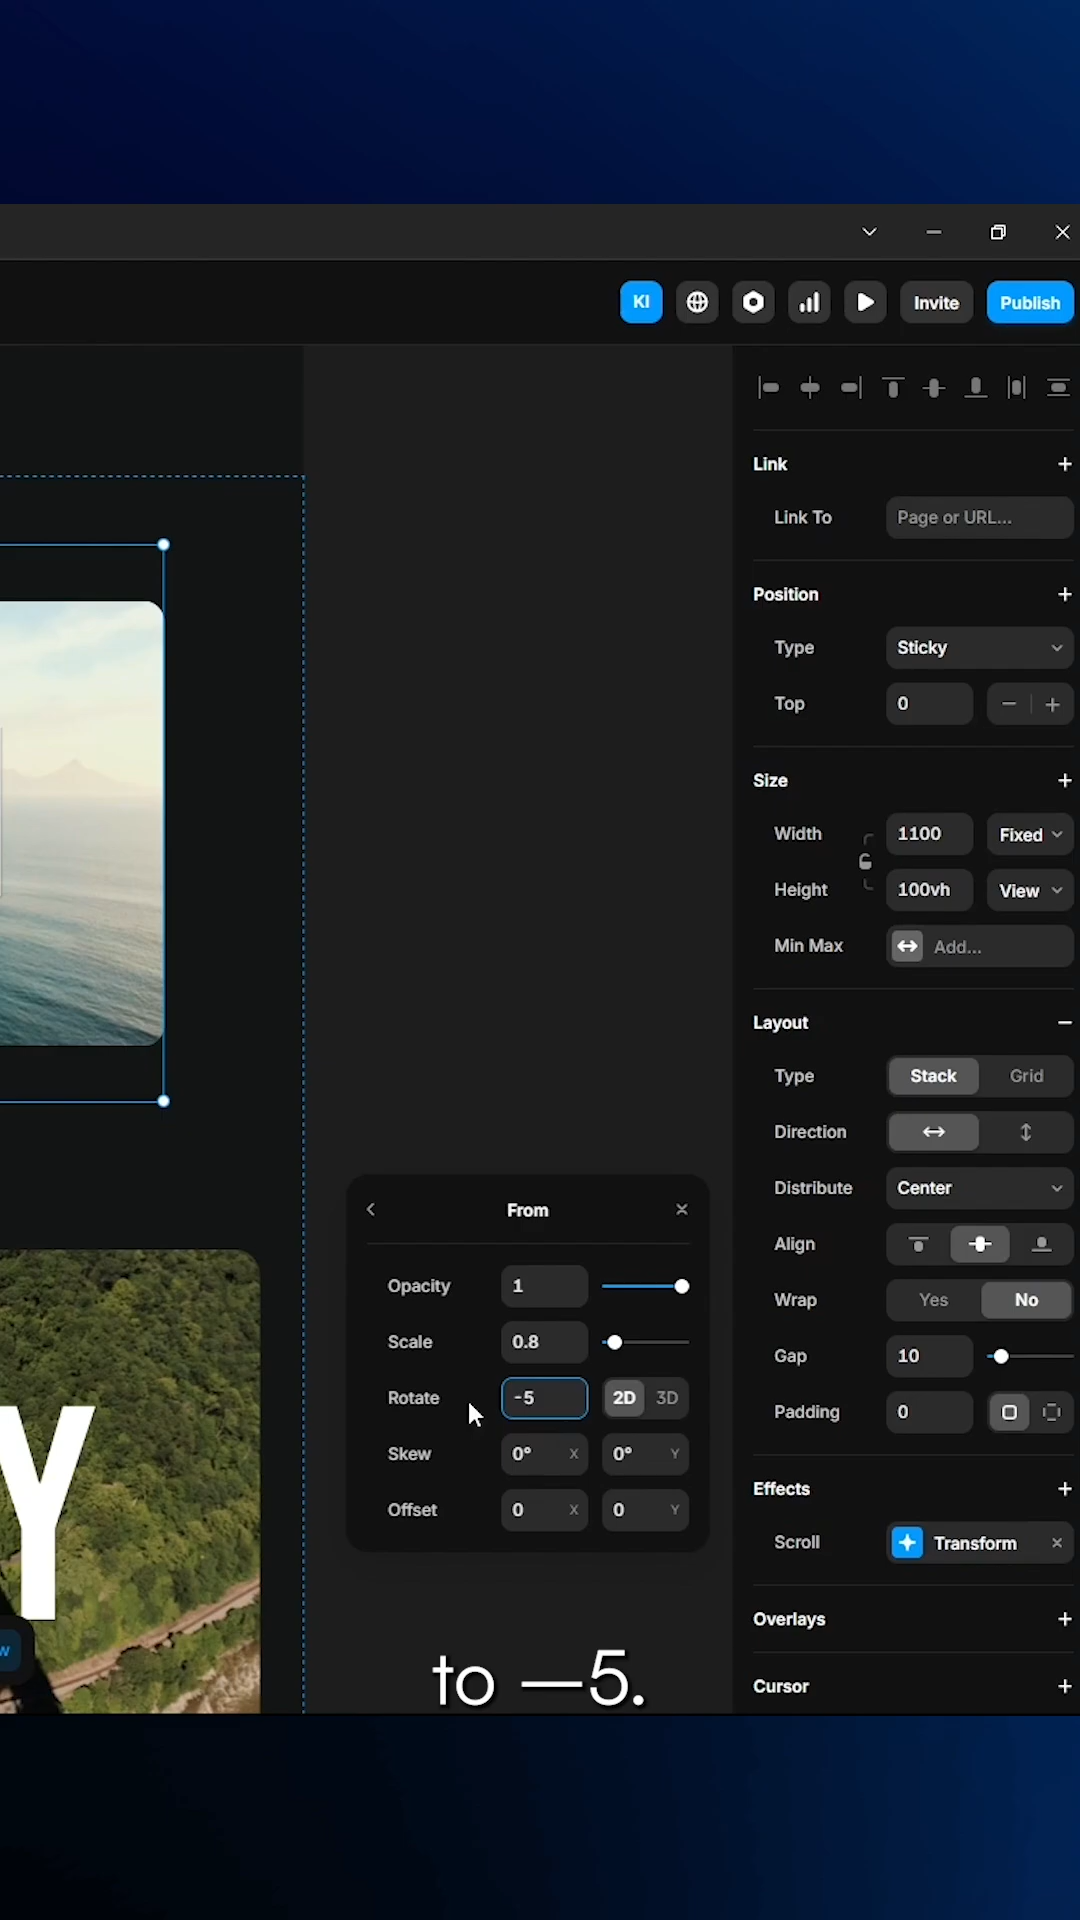 KI
Invite
Publish
Link
Link To
Page or URL...
Position
Type
Sticky
Top
0
Size
Width
1100
Fixed
Height
100vh
View
Min Max
Add...
Layout
Type
Stack
Grid
Direction
Distribute
Center
Align
Wrap
Yes
No
Gap
10
Padding
0
Effects
Scroll
Transform
Overlays
Cursor
From
Opacity
1
Scale
0.8
Rotate
-5
2D
3D
Skew
0°
X
0°
Y
Offset
0
X
0
Y
Y
w
to —5.